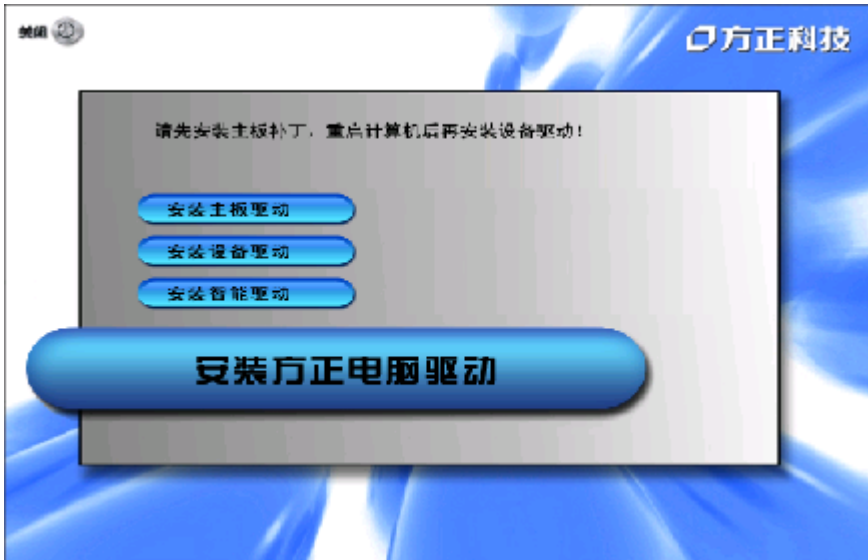 关闭
方正科技
请先安装主板补丁，重启计算机后再安装设备驱动！
安装主板驱动
安装设备驱动
安装智能驱动
安装方正电脑驱动